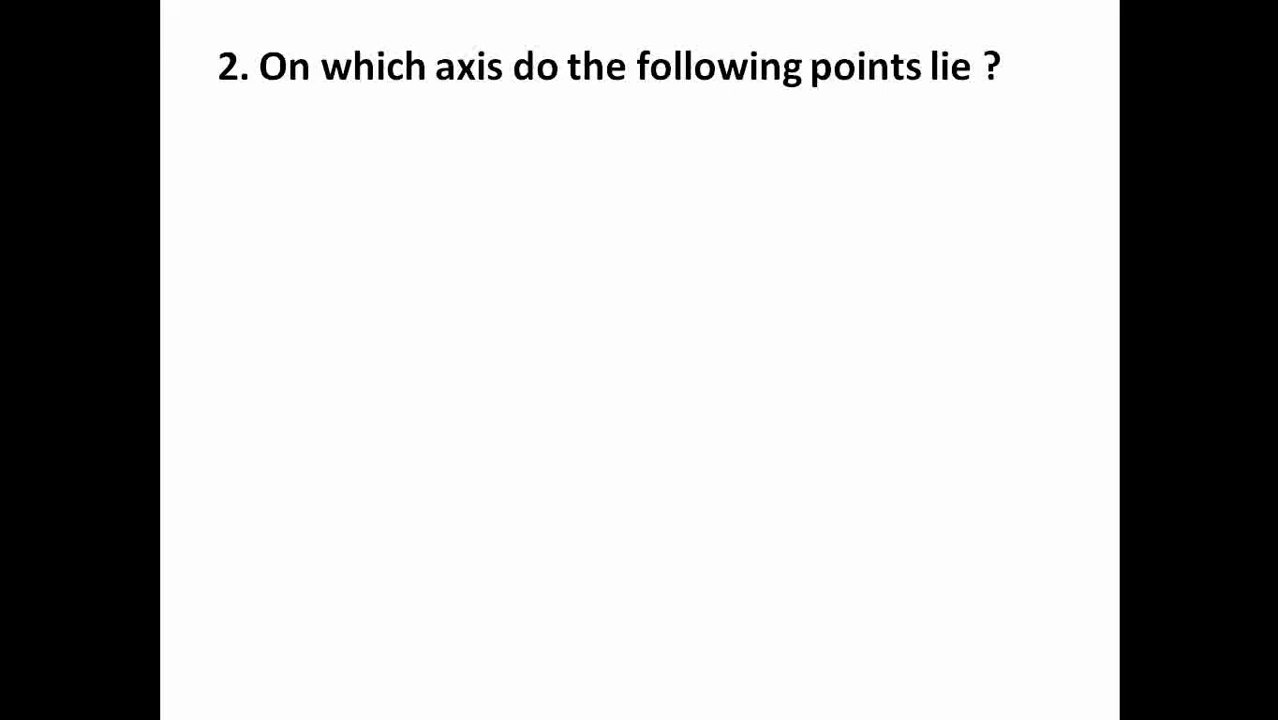 2. On which axis do the following points lie ?